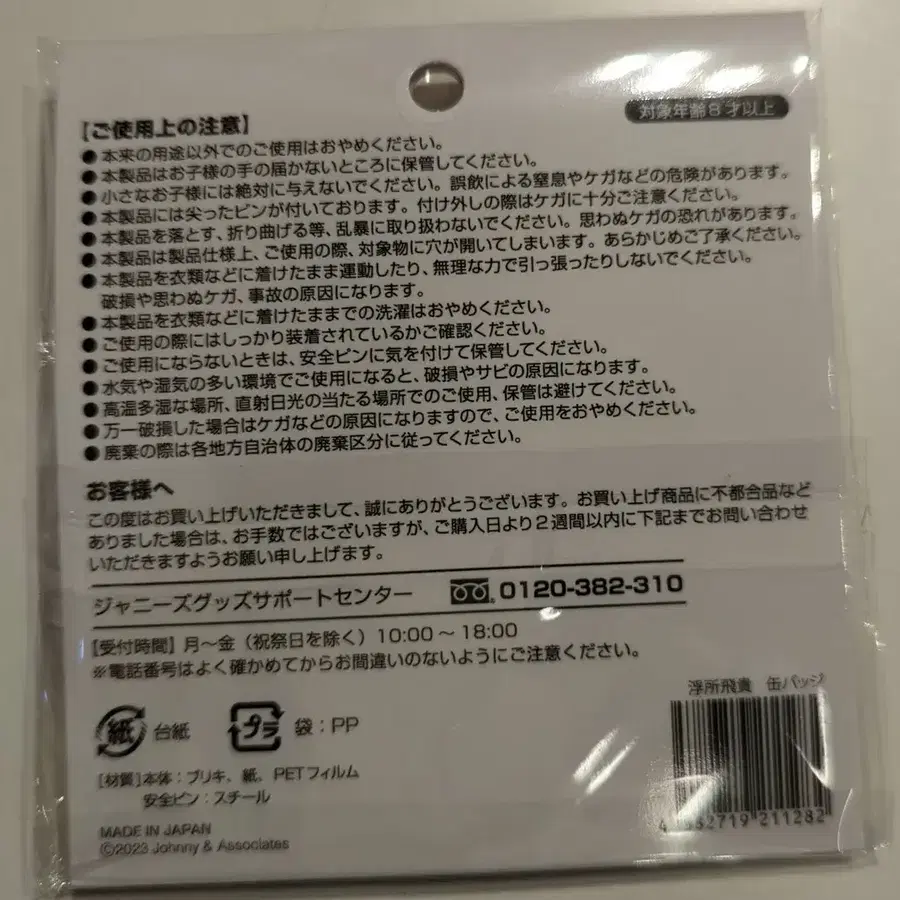 対象年齢8才以上
【ご使用上の注意】
●本来の用途以外でのご使用はおやめください。
●本製品はお子様の手の届かないところに保管してください。
●小さなお子様には絶対に与えないでください。誤飲による窒息やケガなどの危険があります。
●本製品には尖ったピンが付いております。付け外しの際はケガに十分ご注意ください。
●本製品を落とす、折り曲げる等、乱暴に取り扱わないでください。思わぬケガの恐れがあります。
●本製品は製品仕様上、ご使用の際、対象物に穴が開いてしまいます。あらかじめご了承ください。
●本製品を衣類などに着けたまま運動したり、無理な力で引っ張ったりしないでください。
破損や思わぬケガ、事故の原因になります。
●本製品を衣類などに着けたままでの洗濯はおやめください。
●ご使用の際にはしっかり装着されているかご確認ください。
●ご使用にならないときは、安全ピンに気を付けて保管してください。
●水気や湿気の多い環境でご使用になると、破損やサビの原因になります。
●高温多湿な場所、直射日光の当たる場所でのご使用、保管は避けてください。
●万一破損した場合はケガなどの原因になりますので、ご使用をおやめください。
●廃棄の際は各地方自治体の廃棄区分に従ってください。
お客様へ
この度はお買い上げいただきまして、誠にありがとうございます。お買い上げ商品に不都合品など
ありました場合は、お手数ではございますが、ご購入日より2週間以内に下記までお問い合わせ
いただきますようお願い申し上げます。
ジャニーズグッズサポートセンター 0120-382-310
【受付時間】月〜金（祝祭日を除く）10:00〜18:00
※電話番号はよく確かめてからお間違いのないようにご注意ください。
浮所飛貴 缶バッジ
紙 台紙 プラ 袋：PP
[材質]本体：ブリキ、紙、PETフィルム
安全ピン：スチール
MADE IN JAPAN
©2023 Johnny & Associates